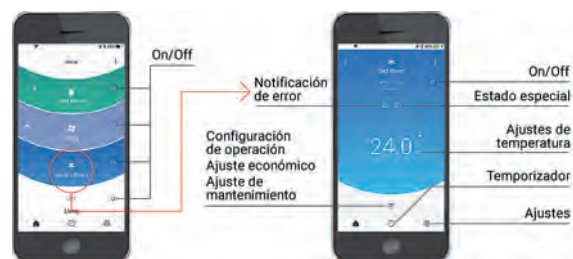 On/Off
Notificación
de error
Configuración
de operación
Ajuste económico
Ajuste de
mantenimiento
24.0°
On/Off
Estado especial
Ajustes de
temperatura
Temporizador
Ajustes